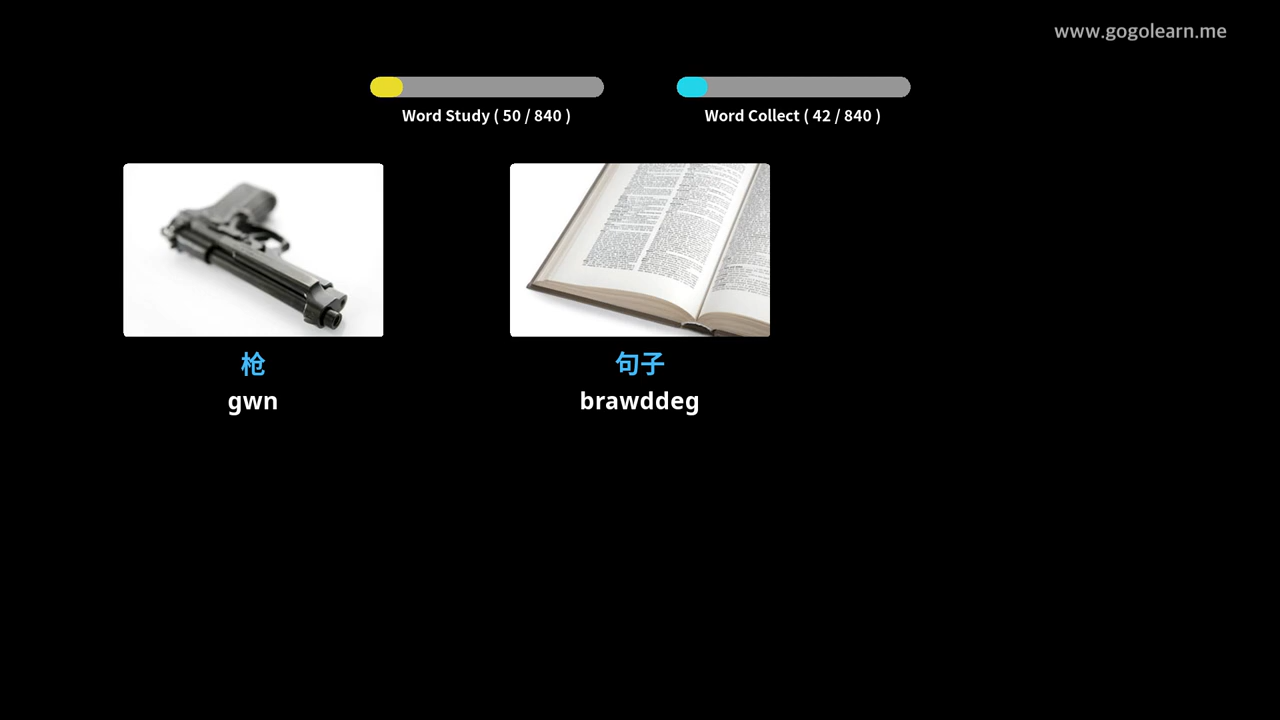 www.gogolearn.me
Word Study ( 50 / 840 )
Word Collect ( 42 / 840 )
枪
gwn
句子
brawddeg